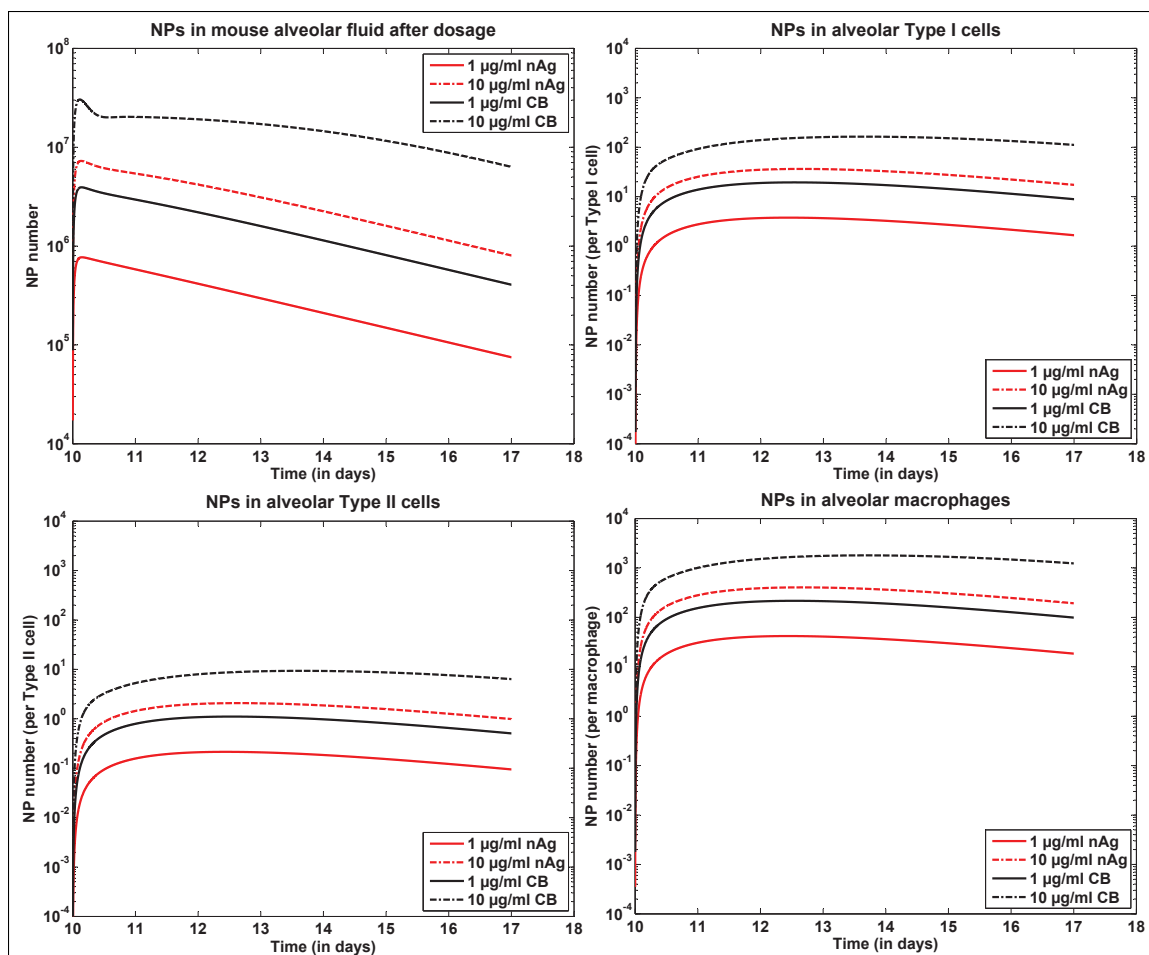 NPs in mouse alveolar fluid after dosage
10^8
10^7
10^6
10^5
10^4
NP number
1 µg/ml nAg
10 µg/ml nAg
1 µg/ml CB
10 µg/ml CB
10 11 12 13 14 15 16 17 18
Time (in days)
NPs in alveolar Type I cells
10^4
10^3
10^2
10^1
10^0
10^-1
10^-2
10^-3
10^-4
NP number (per Type I cell)
1 µg/ml nAg
10 µg/ml nAg
1 µg/ml CB
10 µg/ml CB
10 11 12 13 14 15 16 17 18
Time (in days)
NPs in alveolar Type II cells
10^4
10^3
10^2
10^1
10^0
10^-1
10^-2
10^-3
10^-4
NP number (per Type II cell)
1 µg/ml nAg
10 µg/ml nAg
1 µg/ml CB
10 µg/ml CB
10 11 12 13 14 15 16 17 18
Time (in days)
NPs in alveolar macrophages
10^4
10^3
10^2
10^1
10^0
10^-1
10^-2
10^-3
10^-4
NP number (per macrophage)
1 µg/ml nAg
10 µg/ml nAg
1 µg/ml CB
10 µg/ml CB
10 11 12 13 14 15 16 17 18
Time (in days)